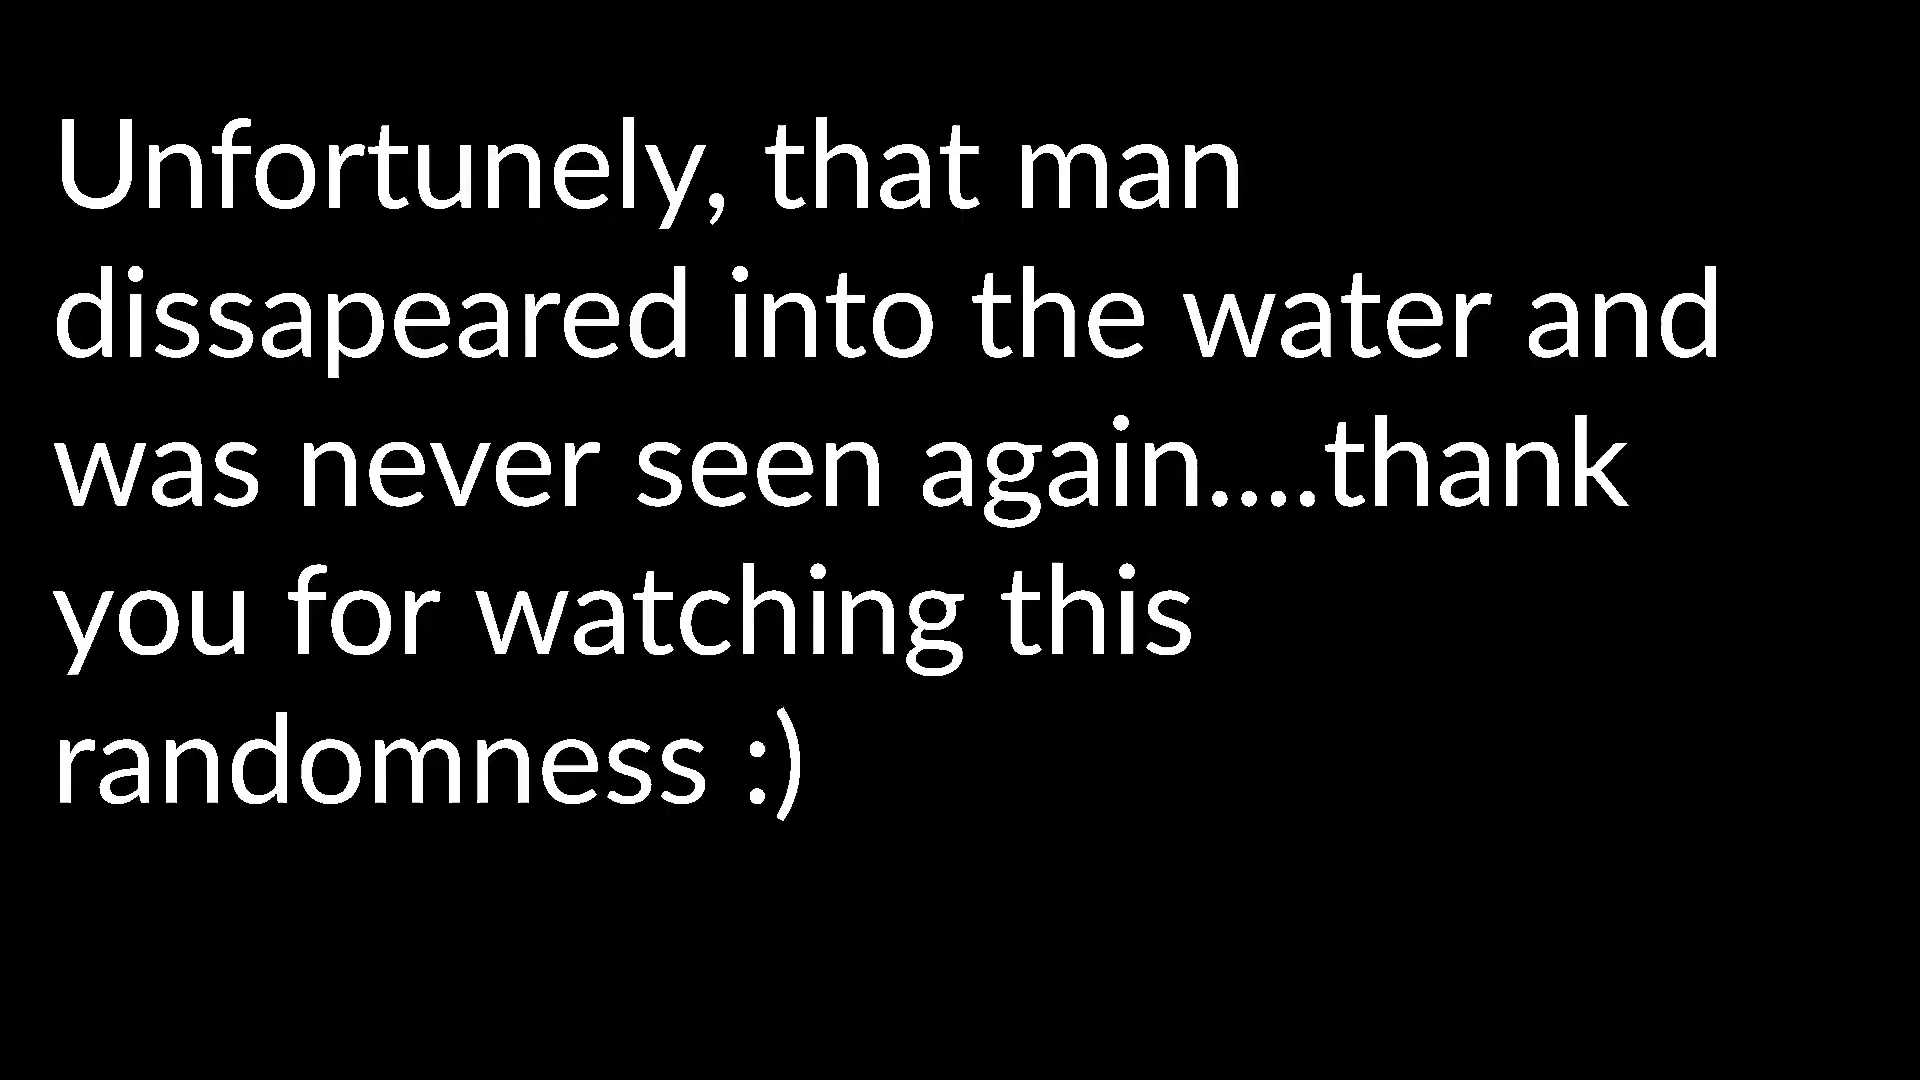 Unfortunely, that man
dissapeared into the water and
was never seen again....thank
you for watching this
randomness :)